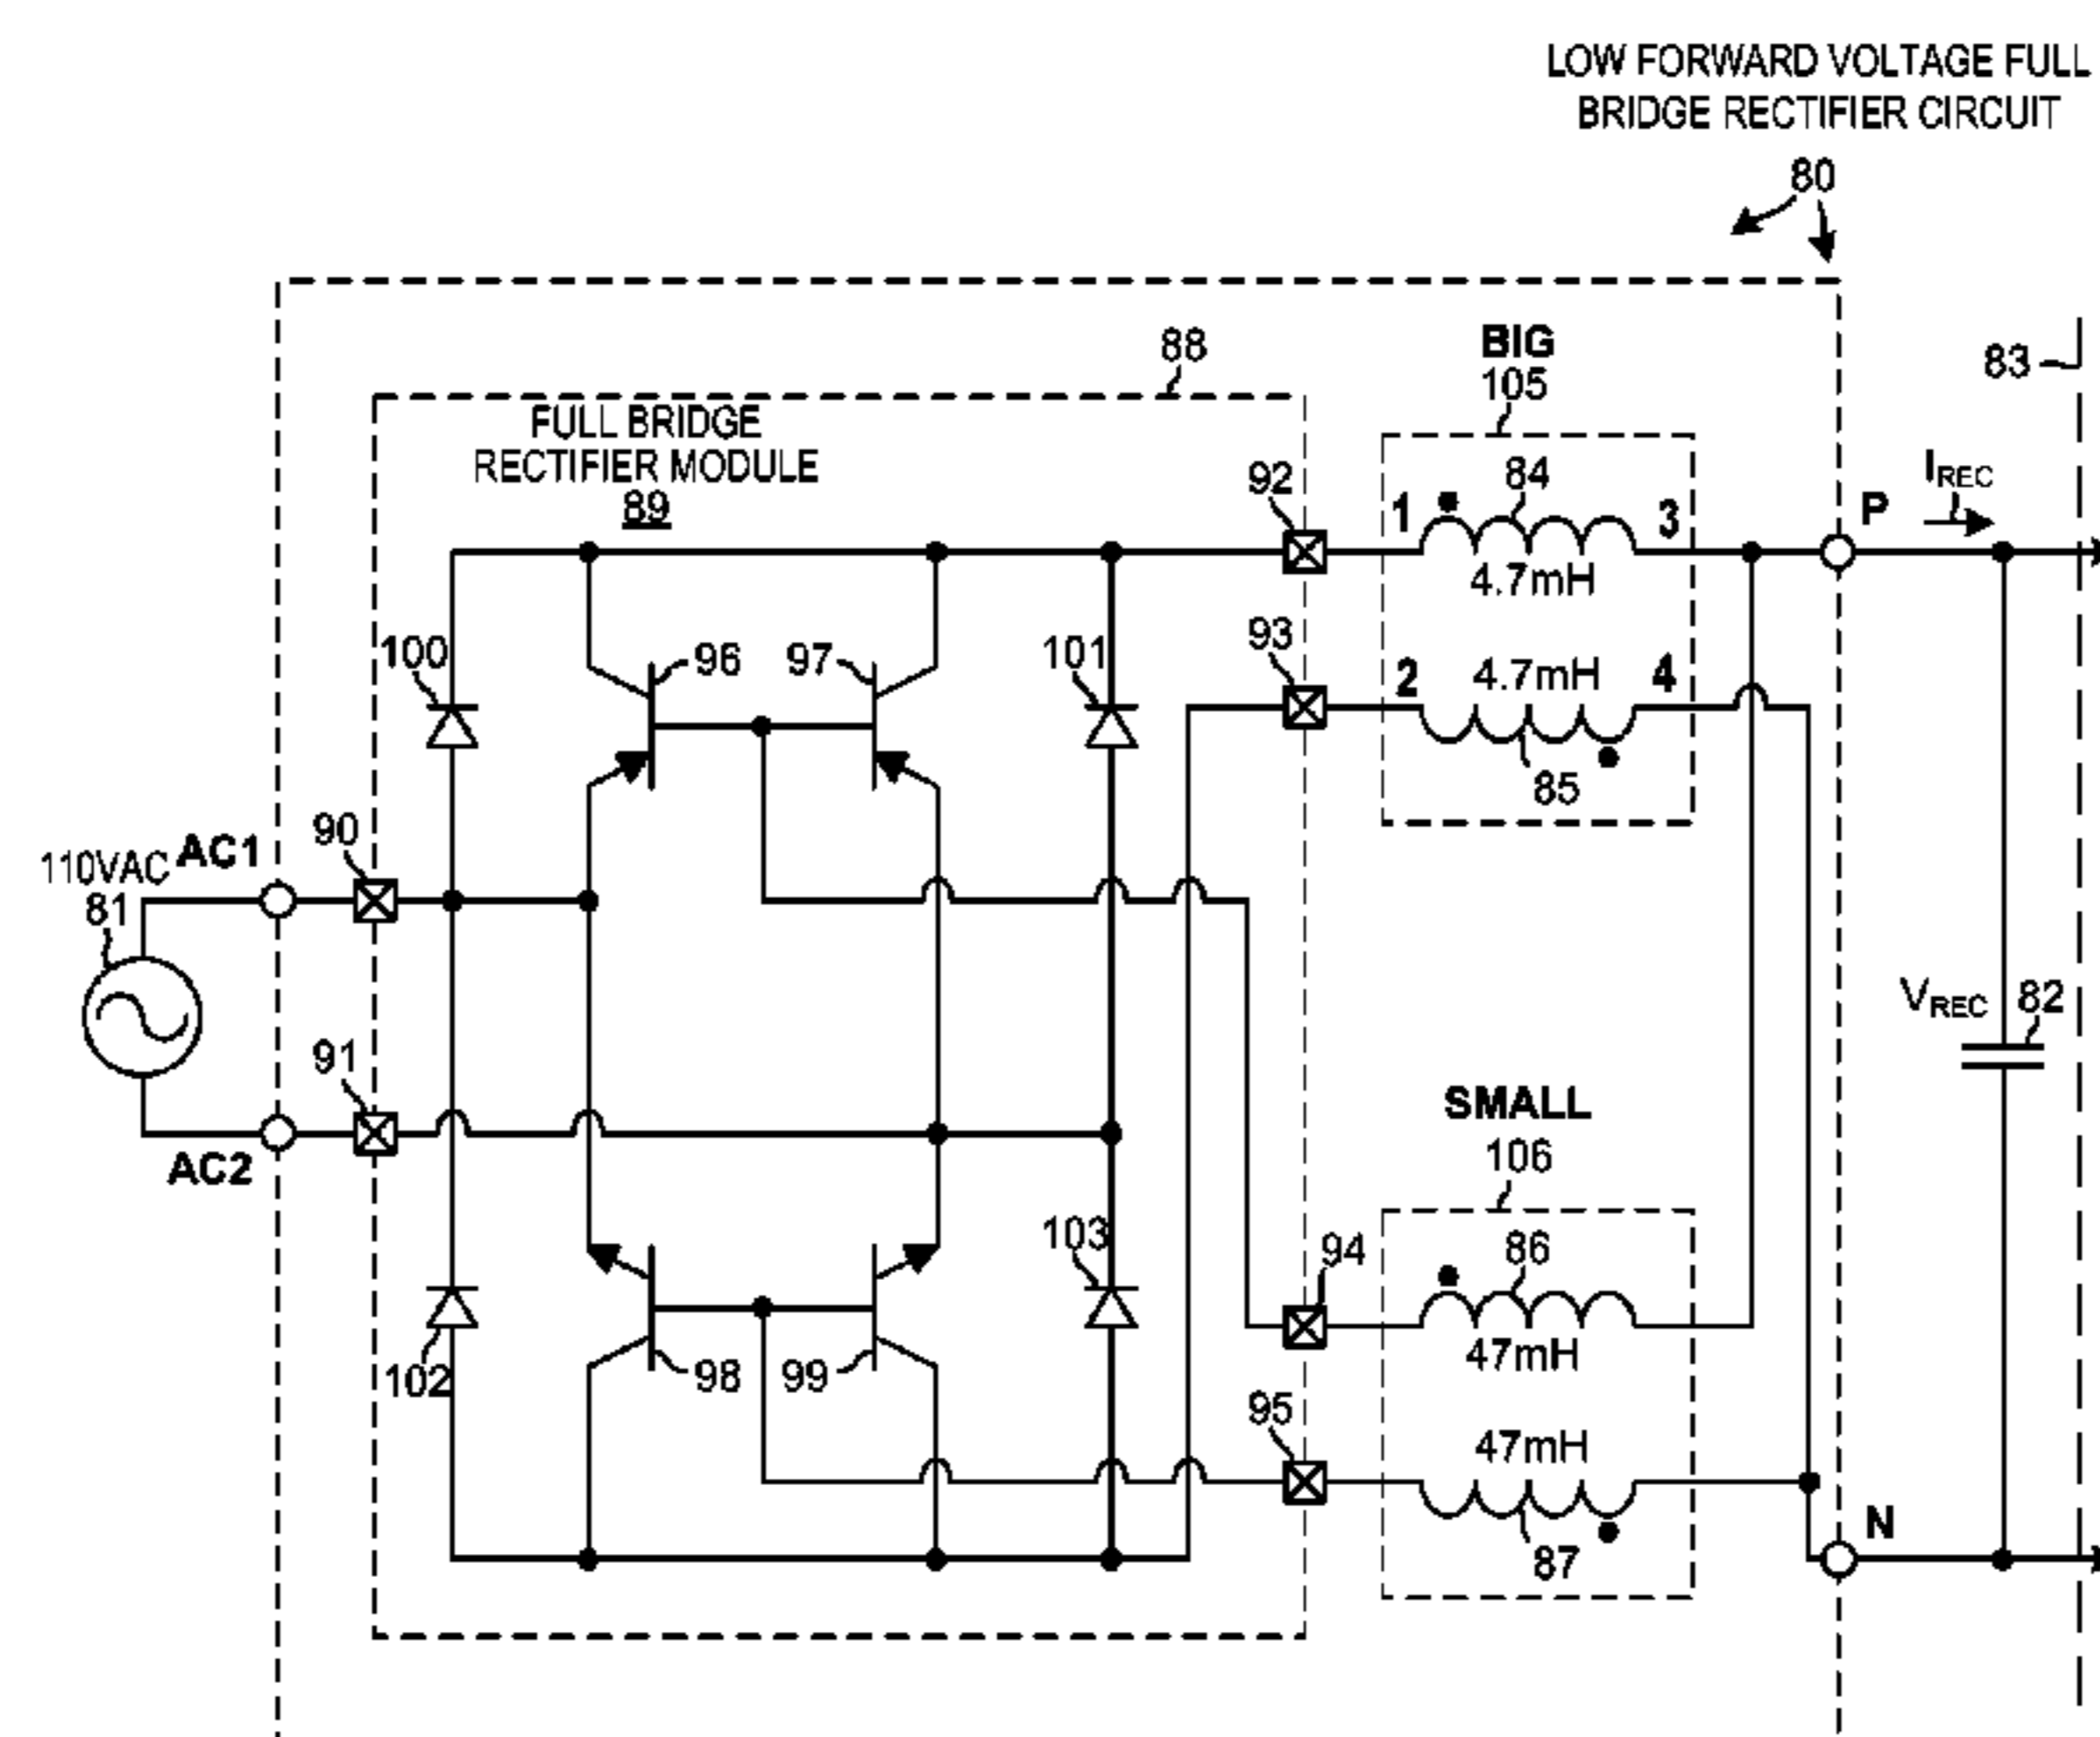 LOW FORWARD VOLTAGE FULL
BRIDGE RECTIFIER CIRCUIT
80
88
BIG
105
83
FULL BRIDGE
RECTIFIER MODULE
89
92
1
84
3
P
IREC
4.7mH
100
96
97
101
93
2
4.7mH
4
85
110VAC
81
AC1
90
VREC
82
91
AC2
SMALL
106
103
94
86
47mH
102
98
99
95
47mH
87
N